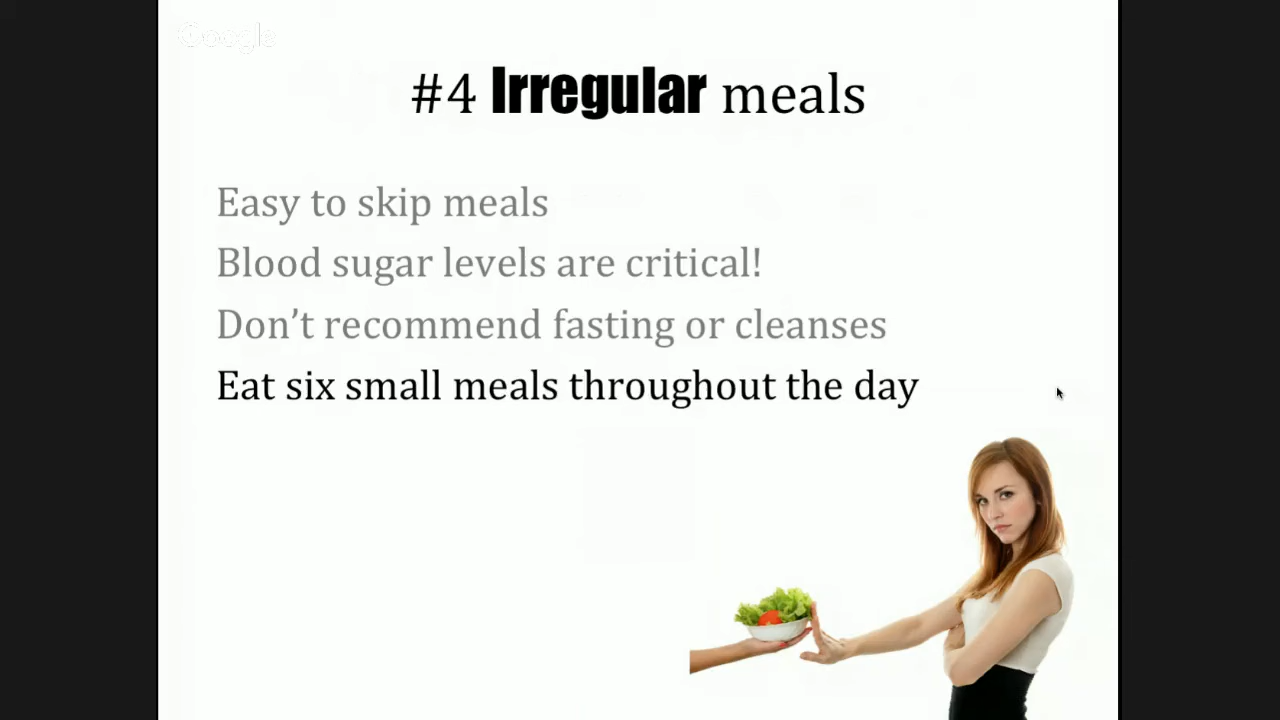 Google
#4 Irregular meals
Easy to skip meals
Blood sugar levels are critical!
Don’t recommend fasting or cleanses
Eat six small meals throughout the day